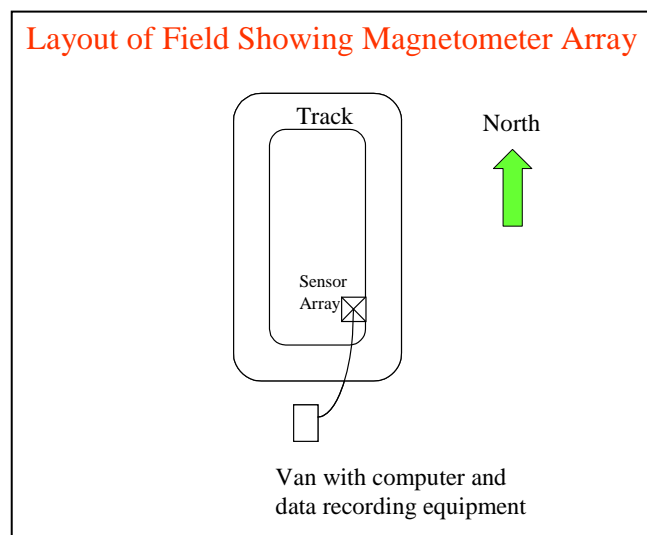 Layout of Field Showing Magnetometer Array
Track
North
Sensor
Array
Van with computer and
data recording equipment